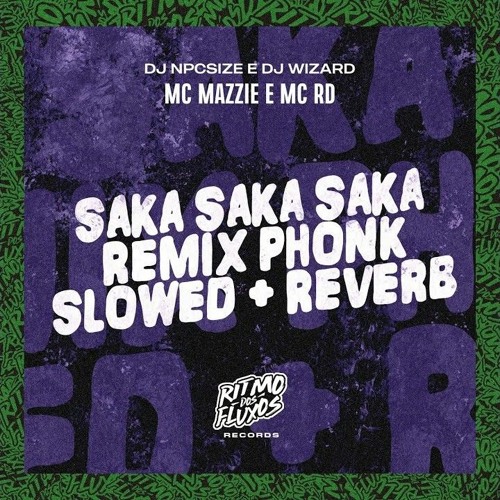 DJ NPCSIZE E DJ WIZARD
MC MAZZIE E MC RD
SAKA SAKA SAKA
REMIX PHONK
SLOWED + REVERB
RITMO
DOS
FLUXOS
RECORDS